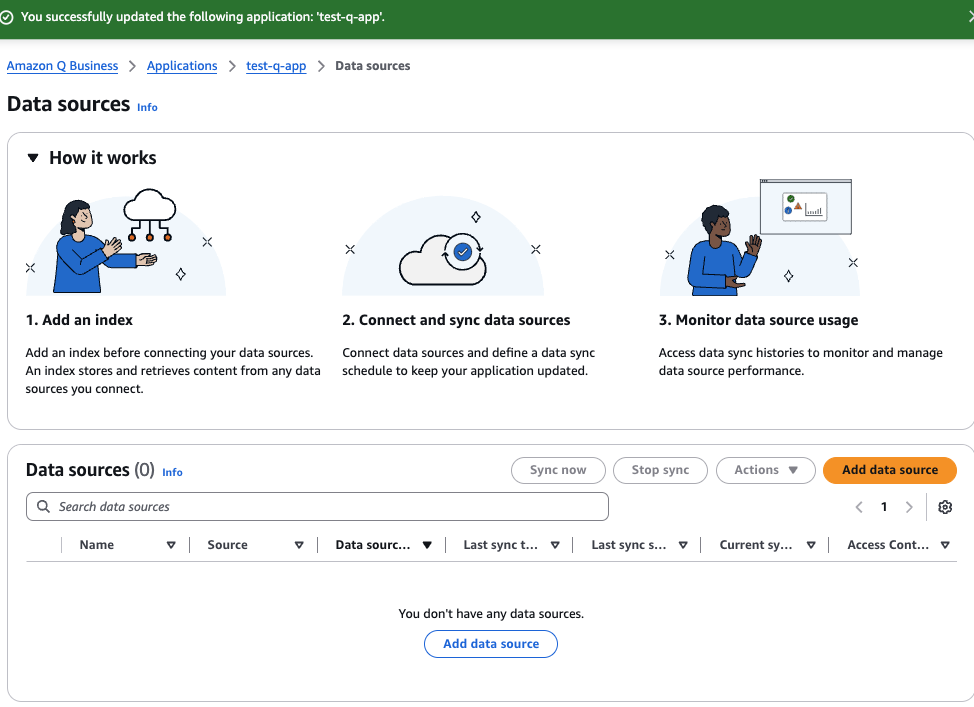 You successfully updated the following application: 'test-q-app'.
Amazon Q Business > Applications > test-q-app > Data sources
Data sources Info
How it works
1. Add an index
Add an index before connecting your data sources.
An index stores and retrieves content from any data
sources you connect.
2. Connect and sync data sources
Connect data sources and define a data sync
schedule to keep your application updated.
3. Monitor data source usage
Access data sync histories to monitor and manage
data source performance.
Data sources (0) Info
Sync now
Stop sync
Actions
Add data source
Search data sources
1
Name
Source
Data sourc...
Last sync t...
Last sync s...
Current sy...
Access Cont...
You don't have any data sources.
Add data source